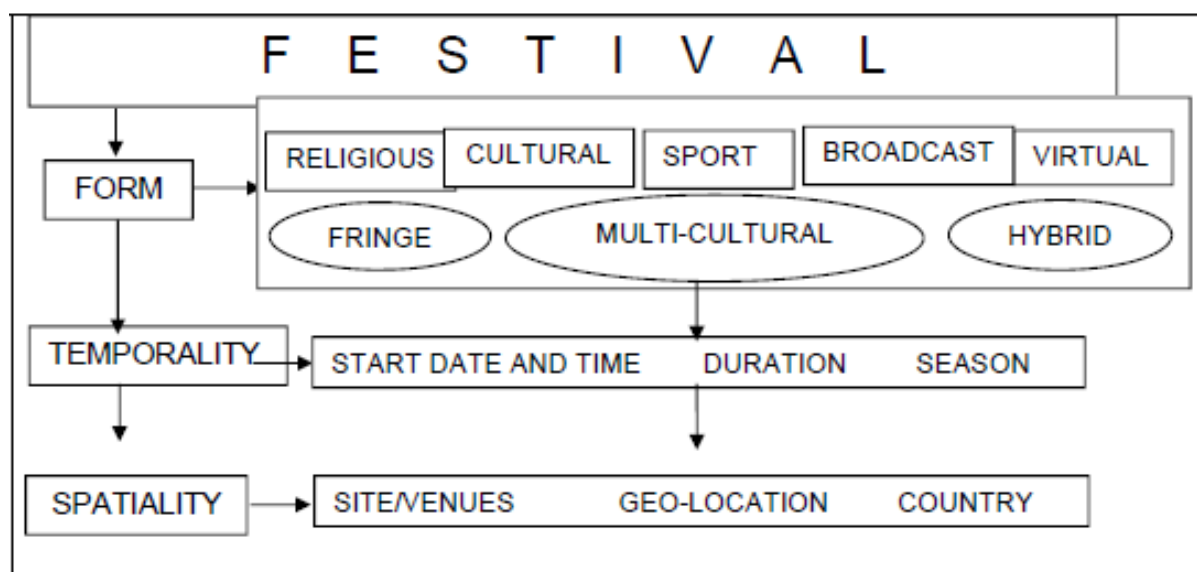 F E S T I V A L
RELIGIOUS CULTURAL SPORT BROADCAST VIRTUAL
FORM
FRINGE MULTI-CULTURAL HYBRID
TEMPORALITY START DATE AND TIME DURATION SEASON
SPATIALITY SITE/VENUES GEO-LOCATION COUNTRY